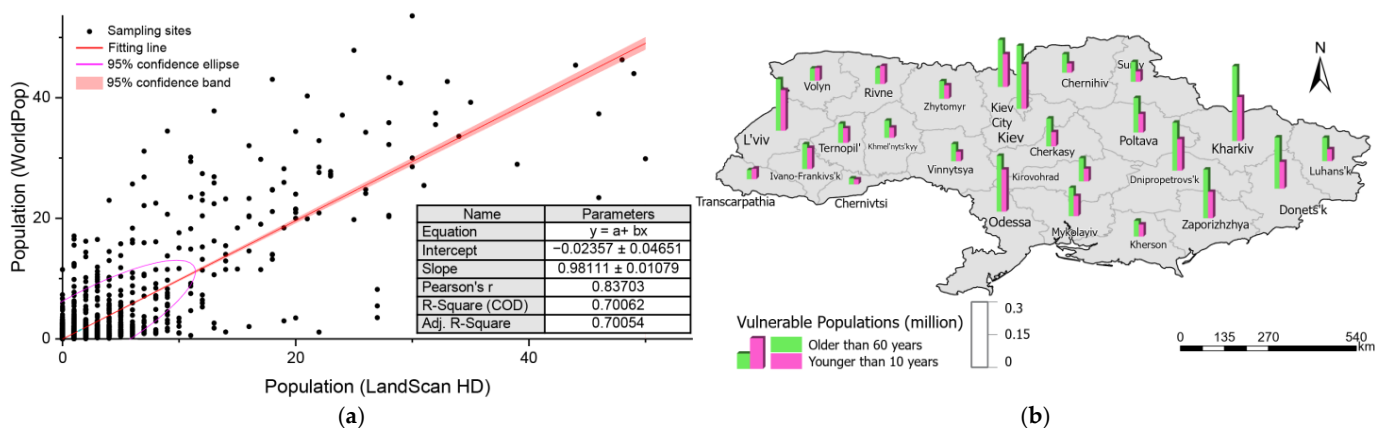 Population (WorldPop)
40
20
0
0
20
40
Population (LandScan HD)
Sampling sites
Fitting line
95% confidence ellipse
95% confidence band
Name Parameters
Equation y = a+ bx
Intercept −0.02357 ± 0.04651
Slope 0.98111 ± 0.01079
Pearson's r 0.83703
R-Square (COD) 0.70062
Adj. R-Square 0.70054
(a)
N
Volyn
Rivne
Zhytomyr
Kiev
City
Kiev
Chernihiv
Sumy
L'viv
Ternopil'
Khmel'nyts'kyy
Cherkasy
Poltava
Kharkiv
Ivano-Frankivs'k
Vinnytsya
Kirovohrad
Dnipropetrovs'k
Luhans'k
Transcarpathia
Chernivtsi
Odessa
Mykolayiv
Kherson
Zaporizhzhya
Donets'k
Vulnerable Populations (million)
Older than 60 years
Younger than 10 years
0.3
0.15
0
0 135 270 540
km
(b)